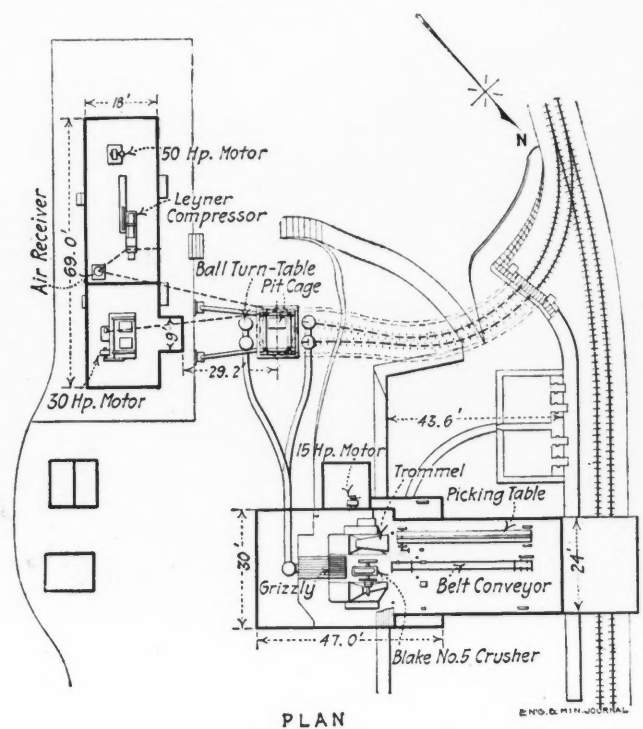 18'
50 Hp. Motor
N
Leyner
Compressor
Air Receiver
69.0'
Ball Turn-Table
Pit Cage
9'
29.2'
30 Hp. Motor
43.6'
15 Hp. Motor
Trommel
Picking Table
30'
24'
Grizzly
Belt Conveyor
47.0'
Blake No.5 Crusher
PLAN
ENG. & MIN. JOURNAL